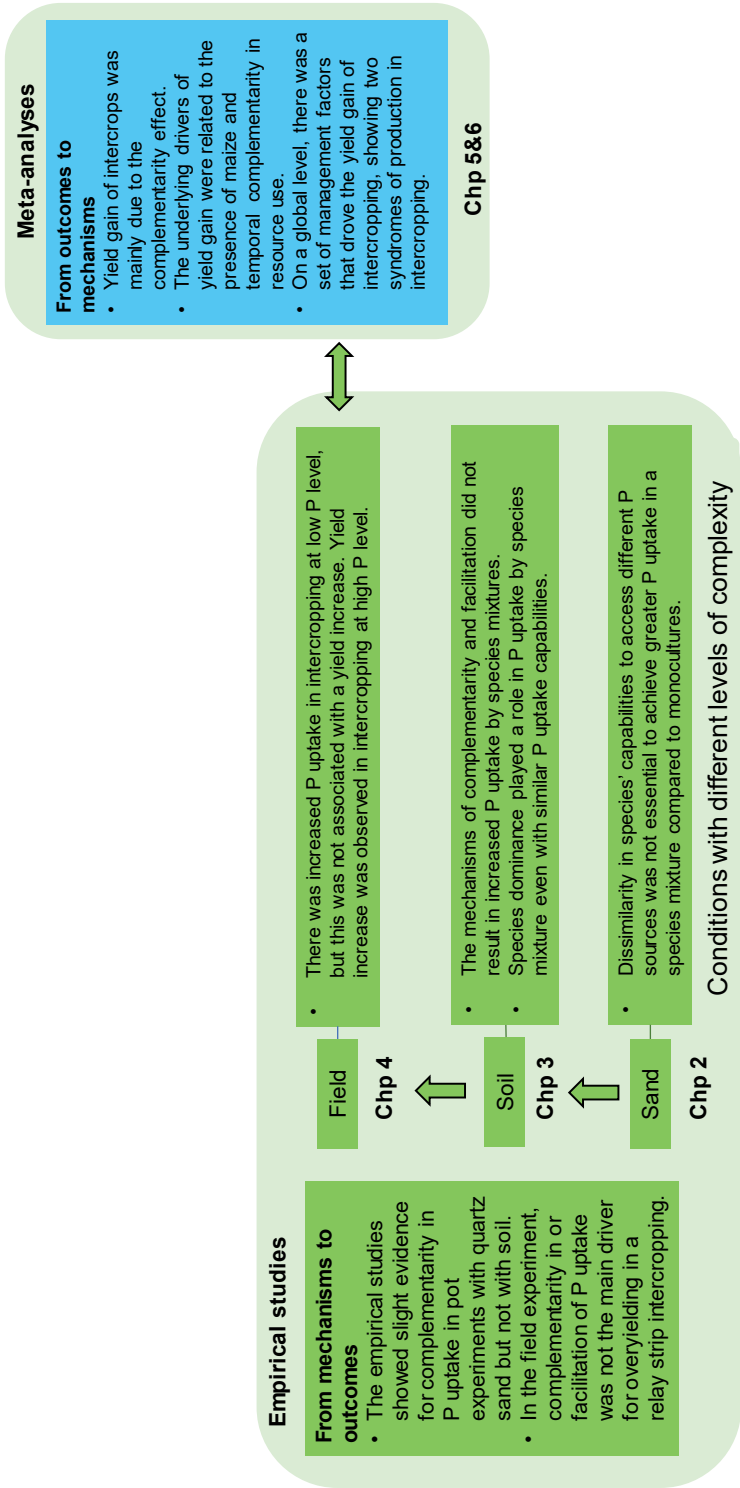 Empirical studies
From mechanisms to
outcomes
• The empirical studies
showed slight evidence
for complementarity in
P uptake in pot
experiments with quartz
sand but not with soil.
• In the field experiment,
complementarity in or
facilitation of P uptake
was not the main driver
for overyielding in a
relay strip intercropping.
Field
Chp 4
• There was increased P uptake in intercropping at low P level,
but this was not associated with a yield increase. Yield
increase was observed in intercropping at high P level.
Soil
Chp 3
• The mechanisms of complementarity and facilitation did not
result in increased P uptake by species mixtures.
• Species dominance played a role in P uptake by species
mixture even with similar P uptake capabilities.
Sand
Chp 2
• Dissimilarity in species' capabilities to access different P
sources was not essential to achieve greater P uptake in a
species mixture compared to monocultures.
Conditions with different levels of complexity
Meta-analyses
From outcomes to
mechanisms
• Yield gain of intercrops was
mainly due to the
complementarity effect.
• The underlying drivers of
yield gain were related to the
presence of maize and
temporal complementarity in
resource use.
• On a global level, there was a
set of management factors
that drove the yield gain of
intercropping, showing two
syndromes of production in
intercropping.
Chp 5&6